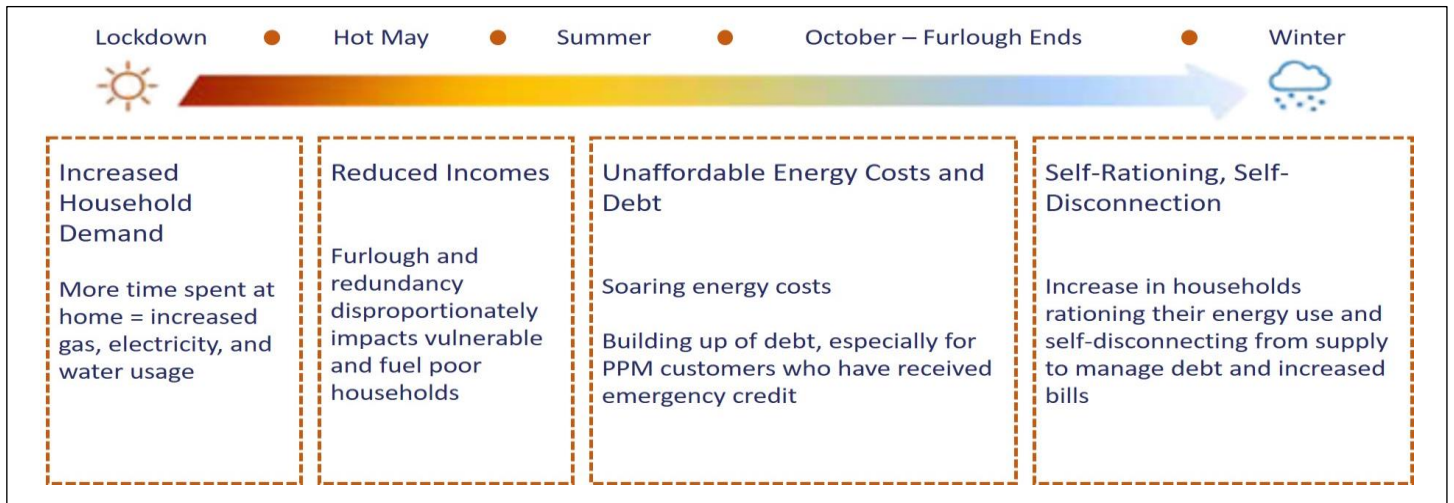 Lockdown ● Hot May ● Summer ● October – Furlough Ends ● Winter
Increased
Household
Demand
More time spent at
home = increased
gas, electricity, and
water usage
Reduced Incomes
Furlough and
redundancy
disproportionately
impacts vulnerable
and fuel poor
households
Unaffordable Energy Costs and
Debt
Soaring energy costs
Building up of debt, especially for
PPM customers who have received
emergency credit
Self-Rationing, Self-
Disconnection
Increase in households
rationing their energy use and
self-disconnecting from supply
to manage debt and increased
bills